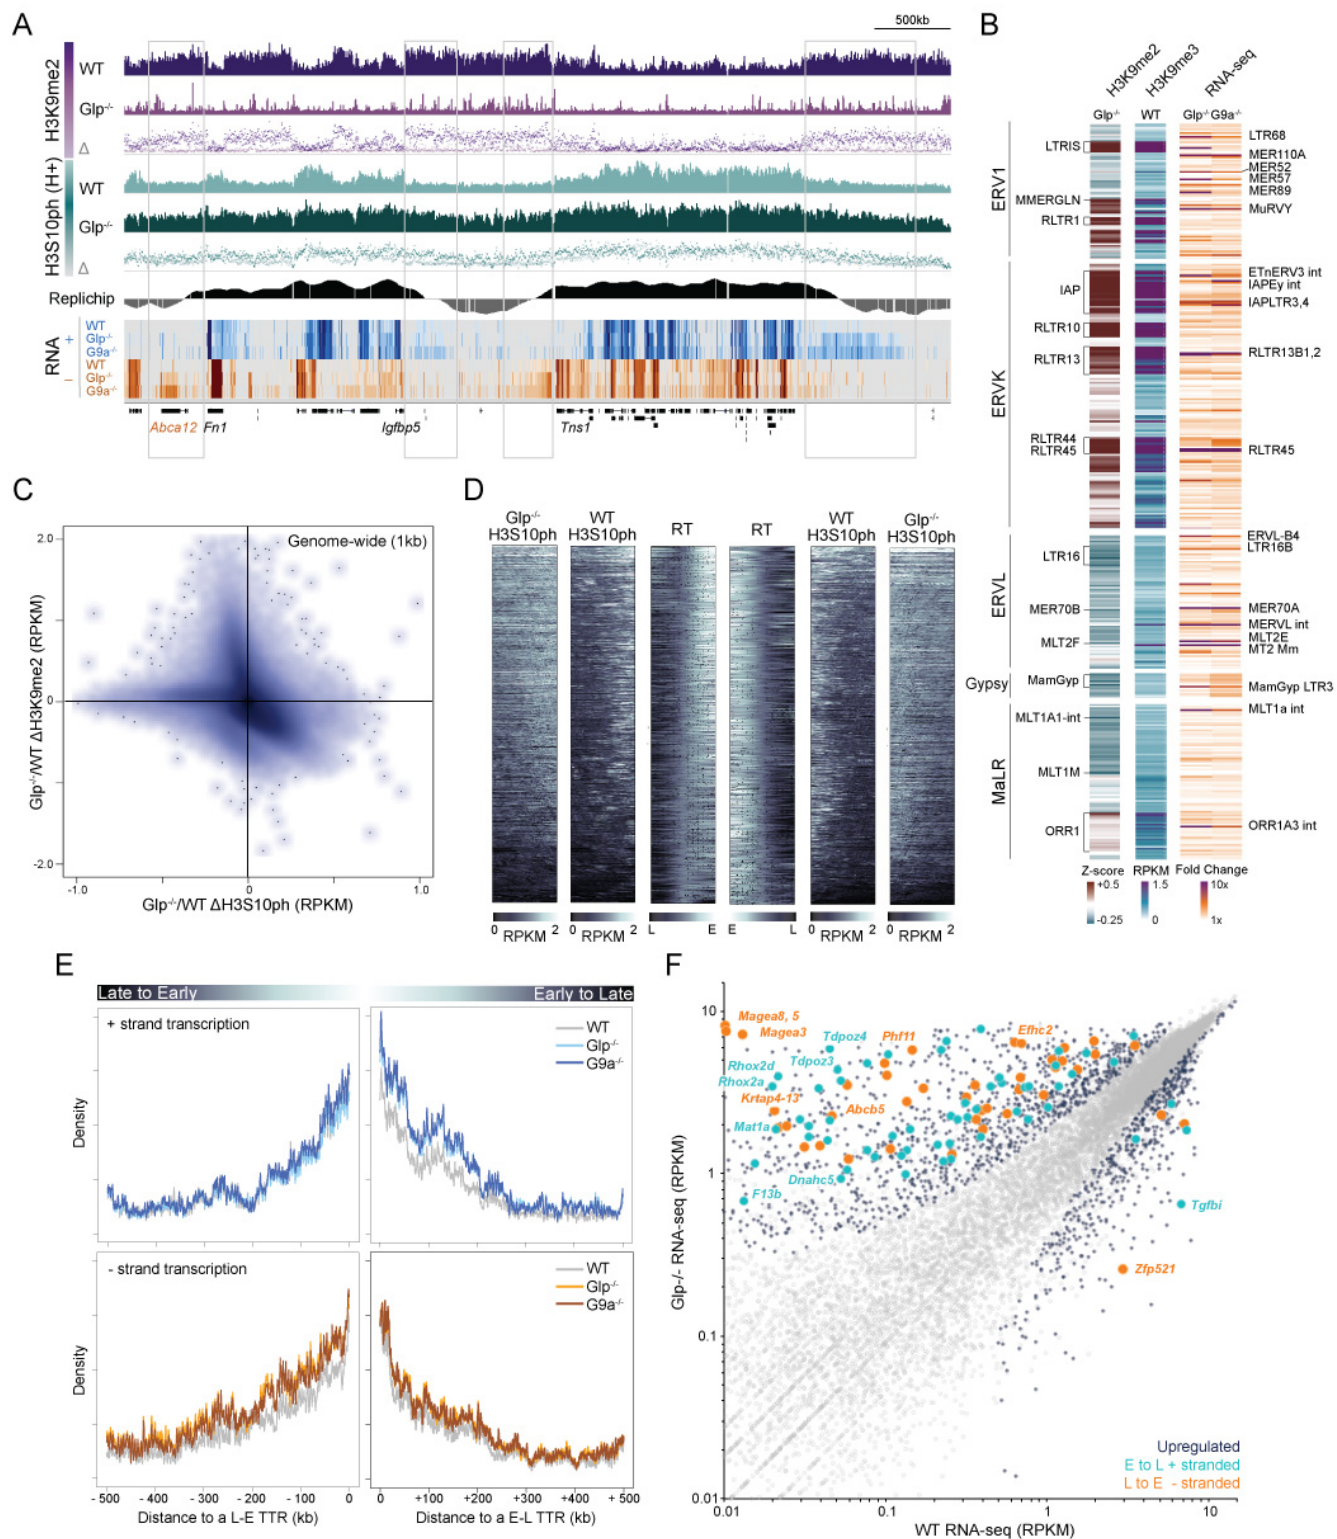 A
500kb
H3K9me2
WT
Glp-/-
Δ
H3S10ph (H+)
WT
Glp-/-
Δ
Replichip
RNA
+
WT
Glp-/-
G9a-/-
–
WT
Glp-/-
G9a-/-
Abca12
Fn1
Igfbp5
Tns1
B
H3K9me2
H3K9me3
RNA-seq
Glp-/-
WT
Glp-/- G9a-/-
ERV1
LTRIS
MMERGLN
RLTR1
LTR68
MER110A
MER52
MER57
MER89
MuRVY
ERVK
IAP
RLTR10
RLTR13
RLTR44
RLTR45
ETnERV3 int
IAPEy int
IAPLTR3,4
RLTR13B1,2
RLTR45
ERVL
LTR16
MER70B
MLT2F
ERVL-B4
LTR16B
MER70A
MERVL int
MLT2E
MT2 Mm
Gypsy
MamGyp
MamGyp LTR3
MaLR
MLT1A1-int
MLT1M
ORR1
MLT1a int
ORR1A3 int
Z-score
+0.5
-0.25
RPKM
1.5
0
Fold Change
10x
1x
C
Genome-wide (1kb)
Glp-/-/WT ΔH3K9me2 (RPKM)
2.0
0
-2.0
-1.0
0
1.0
Glp-/-/WT ΔH3S10ph (RPKM)
D
Glp-/-
H3S10ph
WT
H3S10ph
RT
RT
WT
H3S10ph
Glp-/-
H3S10ph
0 RPKM 2
0 RPKM 2
L E
E L
0 RPKM 2
0 RPKM 2
E
Late to Early
Early to Late
+ strand transcription
WT
Glp-/-
G9a-/-
Density
- strand transcription
WT
Glp-/-
G9a-/-
Density
- 500 -400 -300 -200 - 100 0
Distance to a L-E TTR (kb)
0 +100 +200 +300 +400 + 500
Distance to a E-L TTR (kb)
F
Glp-/- RNA-seq (RPKM)
10
1
0.1
0.01
Magea8, 5
Magea3
Tdpoz4
Phf11
Efhc2
Rhox2d
Tdpoz3
Rhox2a
Krtap4-13
Abcb5
Mat1a
Dnahc5
F13b
Tgfbi
Zfp521
Upregulated
E to L + stranded
L to E - stranded
0.01
0.1
1
10
WT RNA-seq (RPKM)